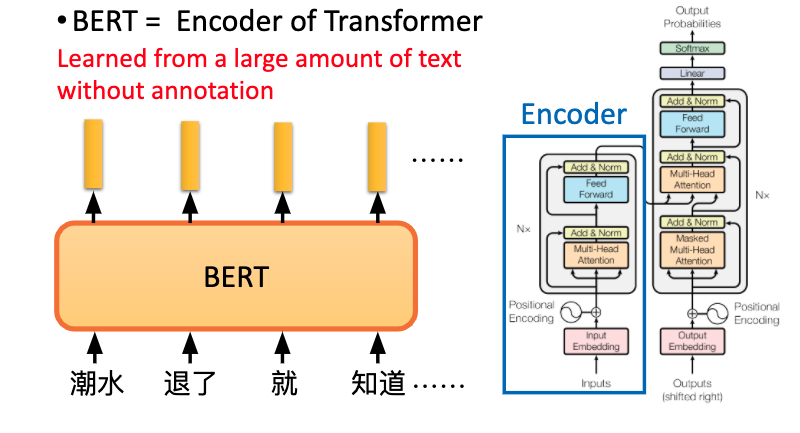 • BERT = Encoder of Transformer
Learned from a large amount of text
without annotation
……
BERT
潮水 退了 就 知道 ……
Encoder
Add & Norm
Feed
Forward
Nx
Add & Norm
Multi-Head
Attention
Positional
Encoding
Input
Embedding
Inputs
Output
Probabilities
Softmax
Linear
Add & Norm
Feed
Forward
Add & Norm
Multi-Head
Attention
Nx
Add & Norm
Masked
Multi-Head
Attention
Positional
Encoding
Output
Embedding
Outputs
(shifted right)